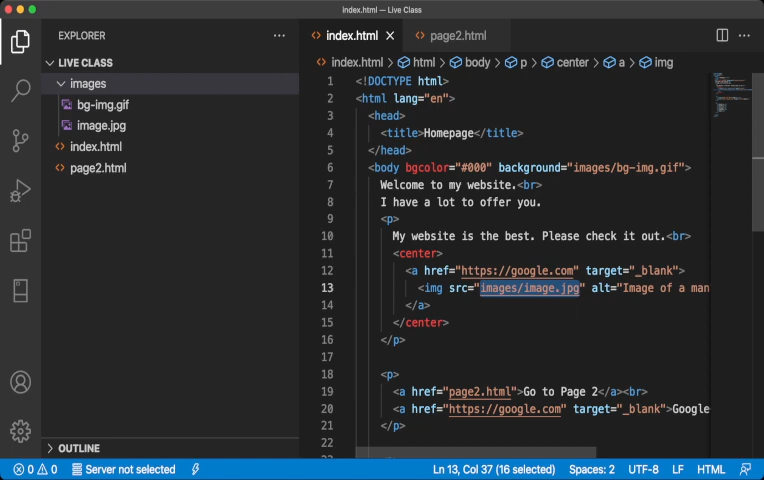 index.html — Live Class
EXPLORER
LIVE CLASS
images
bg-img.gif
image.jpg
index.html
page2.html
OUTLINE
index.html
page2.html
index.html > html > body > p > center > a > img
1 <!DOCTYPE html>
2 <html lang="en">
3 <head>
4 <title>Homepage</title>
5 </head>
6 <body bgcolor="#000" background="images/bg-img.gif">
7 Welcome to my website.<br>
8 I have a lot to offer you.
9 <p>
10 My website is the best. Please check it out.<br>
11 <center>
12 <a href="https://google.com" target="_blank">
13 <img src="images/image.jpg" alt="Image of a man
14 </a>
15 </center>
16 </p>
17
18 <p>
19 <a href="page2.html">Go to Page 2</a><br>
20 <a href="https://google.com" target="_blank">Google
21 </p>
22
0 0 Server not selected Ln 13, Col 37 (16 selected) Spaces: 2 UTF-8 LF HTML